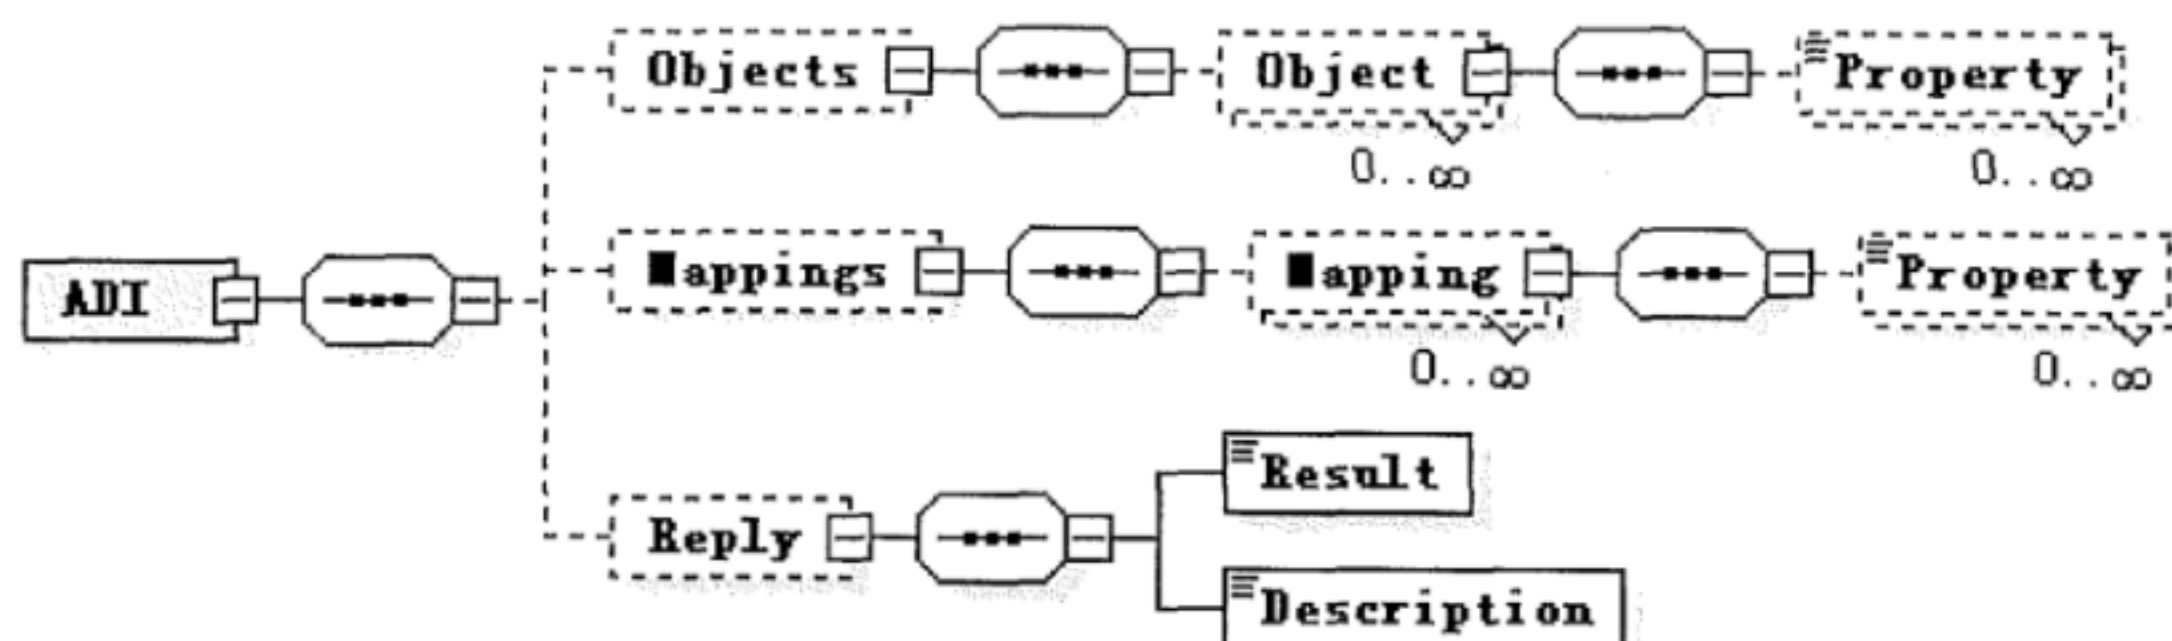 Objects
Object
Property
0..∞
0..∞
Mappings
Mapping
Property
ADI
0..∞
0..∞
Result
Reply
Description